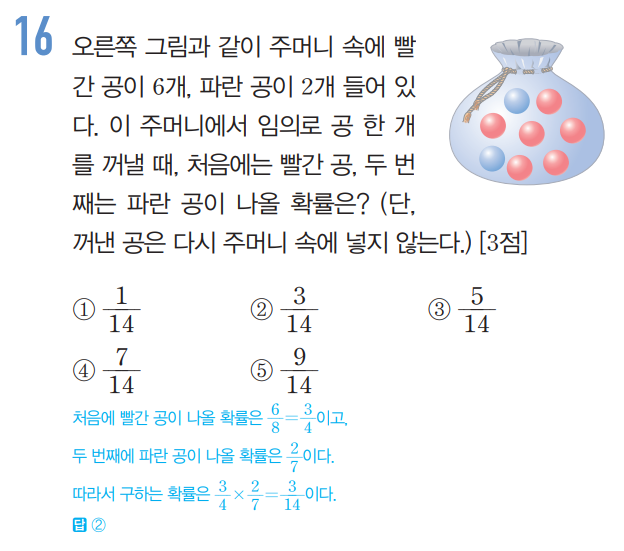 16
오른쪽 그림과 같이 주머니 속에 빨
간 공이 6개, 파란 공이 2개 들어 있
다. 이 주머니에서 임의로 공 한 개
를 꺼낼 때, 처음에는 빨간 공, 두 번
째는 파란 공이 나올 확률은? (단,
꺼낸 공은 다시 주머니 속에 넣지 않는다.) [3점]
① 1/14 ② 3/14 ③ 5/14
④ 7/14 ⑤ 9/14
처음에 빨간 공이 나올 확률은 6/8=3/4이고,
두 번째에 파란 공이 나올 확률은 2/7이다.
따라서 구하는 확률은 3/4×2/7=3/14이다.
답 ②